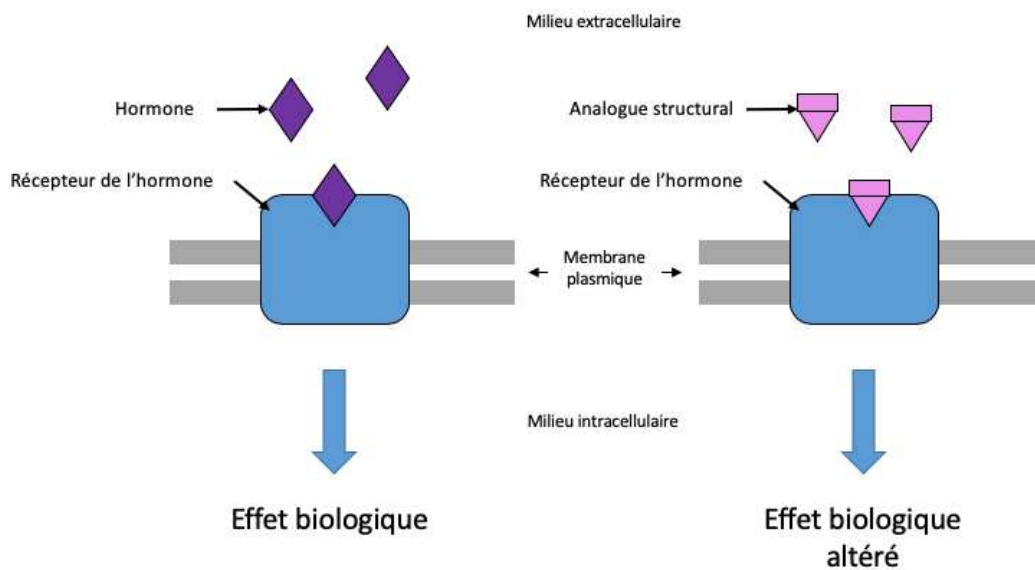 Milieu extracellulaire
Hormone
Analogue structural
Récepteur de l’hormone
Récepteur de l’hormone
Membrane
plasmique
Milieu intracellulaire
Effet biologique
Effet biologique
altéré